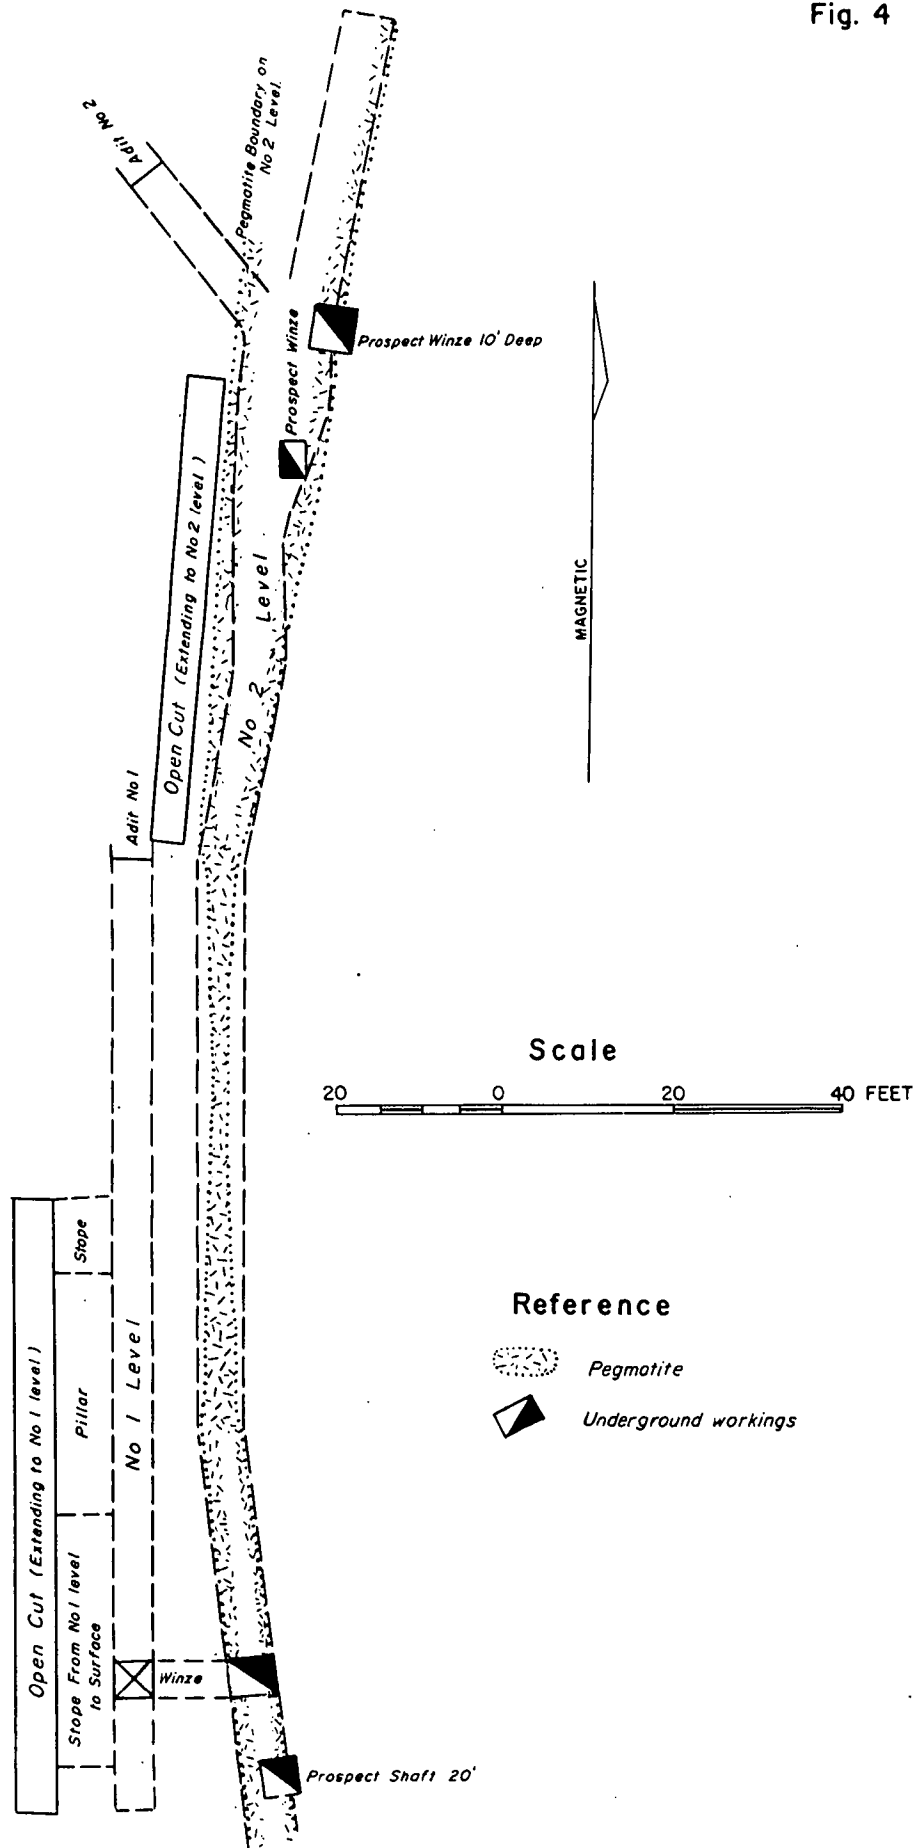 Fig. 4
Adit No 2
Pegmatite Boundary on
No 2 Level.
Prospect Winze 10' Deep
Prospect Winze
Open Cut (Extending to No 2 level)
No 2 Level
MAGNETIC
Adit No 1
Scale
20 0 20 40 FEET
Stope
Pillar
No 1 Level
Open Cut (Extending to No 1 level)
Stope From No 1 level
to Surface
Winze
Prospect Shaft 20'
Reference
Pegmatite
Underground workings